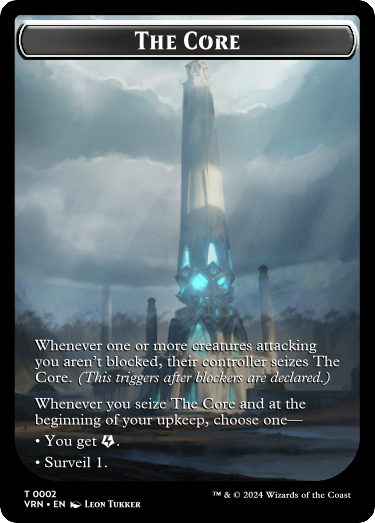 The Core
Whenever one or more creatures attacking
you aren't blocked, their controller seizes The
Core. (This triggers after blockers are declared.)
Whenever you seize The Core and at the
beginning of your upkeep, choose one—
• You get .
• Surveil 1.
T 0002
VRN • EN Leon Tukker
™ & © 2024 Wizards of the Coast